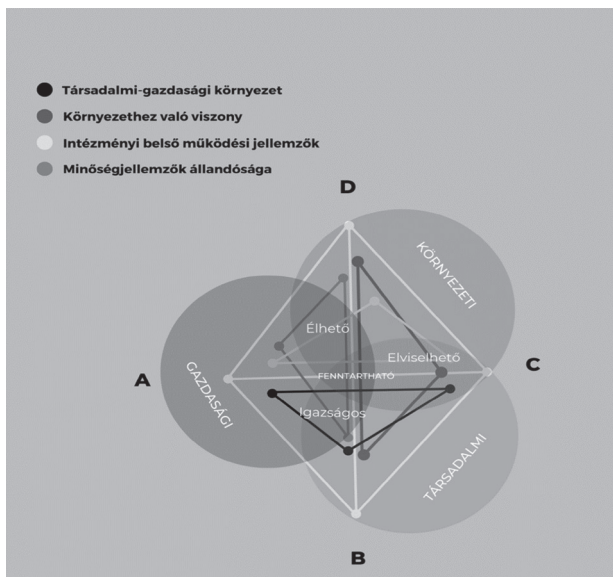 Társadalmi-gazdasági környezet
Környezethez való viszony
Intézményi belső működési jellemzők
Minőségjellemzők állandósága
D
KÖRNYEZETI
Élhető
Elviselhető
C
FENNTARTHATÓ
A
GAZDASÁGI
Igazságos
TÁRSADALMI
B